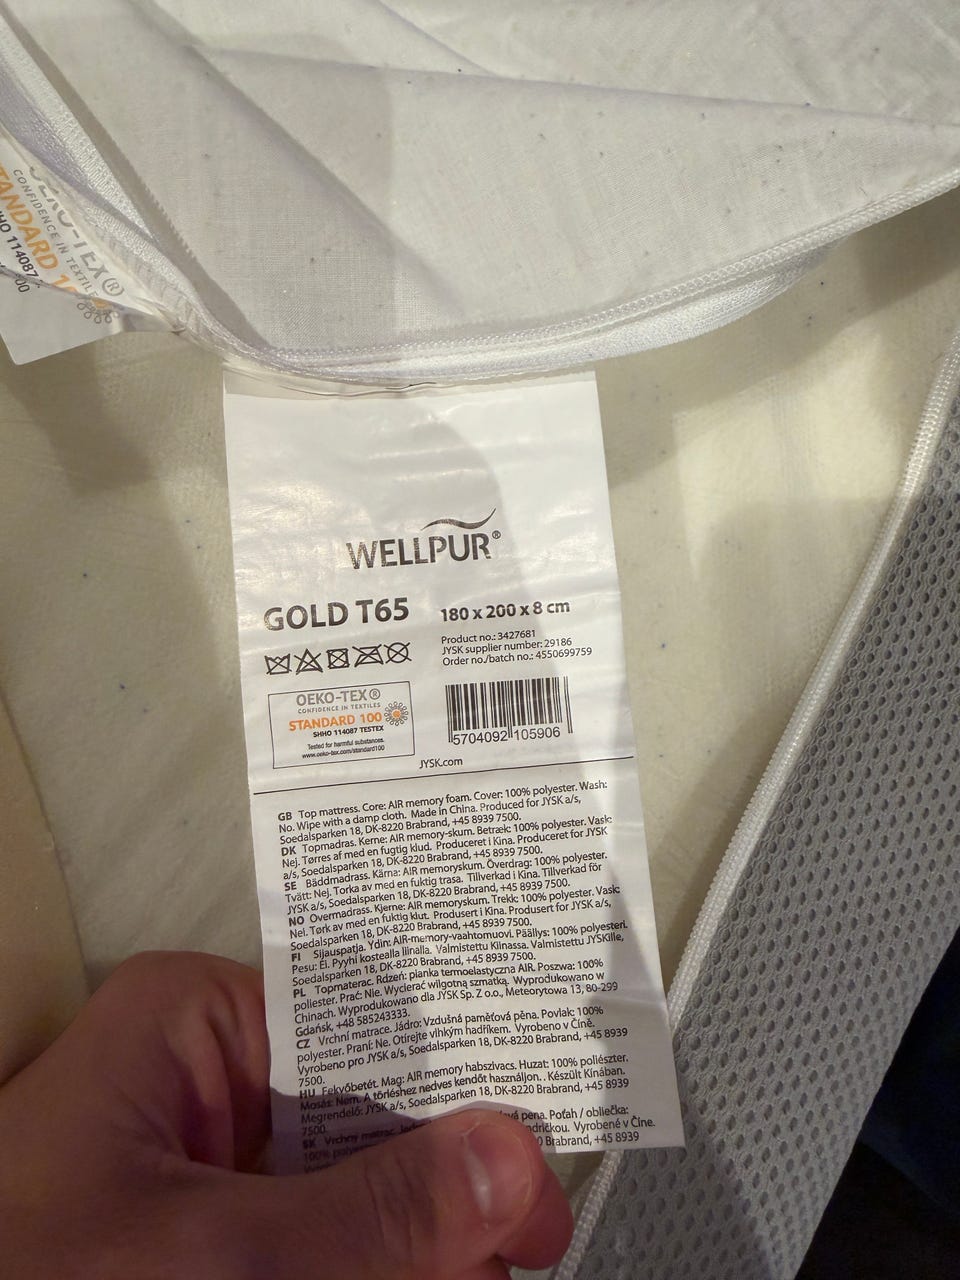 OEKO-TEX®
CONFIDENCE IN TEXTILES
STANDARD 10
HO 114087
WELLPUR®
GOLD T65
180 x 200 x 8 cm
Product no.: 3427681
JYSK supplier number: 29186
Order no./batch no.: 4550699759
OEKO-TEX®
CONFIDENCE IN TEXTILES
STANDARD 100
SHHO 114087 TESTEX
Tested for harmful substances.
www.oeko-tex.com/standard100
5704092 105906
JYSK.com
GB Top mattress. Core: AIR memory foam. Cover: 100% polyester. Wash:
No. Wipe with a damp cloth. Made in China. Produced for JYSK a/s,
Soedalsparken 18, DK-8220 Brabrand, +45 8939 7500.
DK Topmadras. Kerne: AIR memory-skum. Betræk: 100% polyester. Vask:
Nej. Tørres af med en fugtig klud. Produceret i Kina. Produceret for JYSK
a/s, Soedalsparken 18, DK-8220 Brabrand, +45 8939 7500.
SE Bäddmadrass. Kärna: AIR memoryskum. Överdrag: 100% polyester.
Tvätt: Nej. Torka av med en fuktig trasa. Tillverkad i Kina. Tillverkad för
JYSK a/s, Soedalsparken 18, DK-8220 Brabrand, +45 8939 7500.
NO Overmadrass. Kjerne: AIR memoryskum. Trekk: 100% polyester. Vask:
Nei. Tørk av med en fuktig klut. Produsert i Kina. Produsert for JYSK a/s,
Soedalsparken 18, DK-8220 Brabrand, +45 8939 7500.
FI Sijauspatja. Ydin: AIR-memory-vaahtomuovi. Päällys: 100% polyesteri.
Pesu: Ei. Pyyhi kostealla liinalla. Valmistettu Kiinassa. Valmistettu JYSKille,
Soedalsparken 18, DK-8220 Brabrand, +45 8939 7500.
PL Topmaterac. Rdzeń: pianka termoelastyczna AIR. Poszwa: 100%
poliester. Prać: Nie. Wycierać wilgotną szmatką. Wyprodukowano w
Chinach. Wyprodukowano dla JYSK Sp. Z o.o., Meteorytowa 13, 80-299
Gdańsk, +48 585243333.
CZ Vrchní matrace. Jádro: Vzdušná paměťová pěna. Povlak: 100%
polyester. Praní: Ne. Otírejte vlhkým hadříkem. Vyrobeno v Číně.
Vyrobeno pro JYSK a/s, Soedalsparken 18, DK-8220 Brabrand, +45 8939
7500.
HU Fekvőbetét. Mag: AIR memory habszivacs. Huzat: 100% poliészter.
Mosás: Nem. A törléshez nedves kendőt használjon. . Készült Kínában.
Megrendelő: JYSK a/s, Soedalsparken 18, DK-8220 Brabrand, +45 8939
7500.
SK Vrchný matrac. pena. Poťah / obliečka:
100% Vyrobené v Číne.
Brabrand, +45 8939